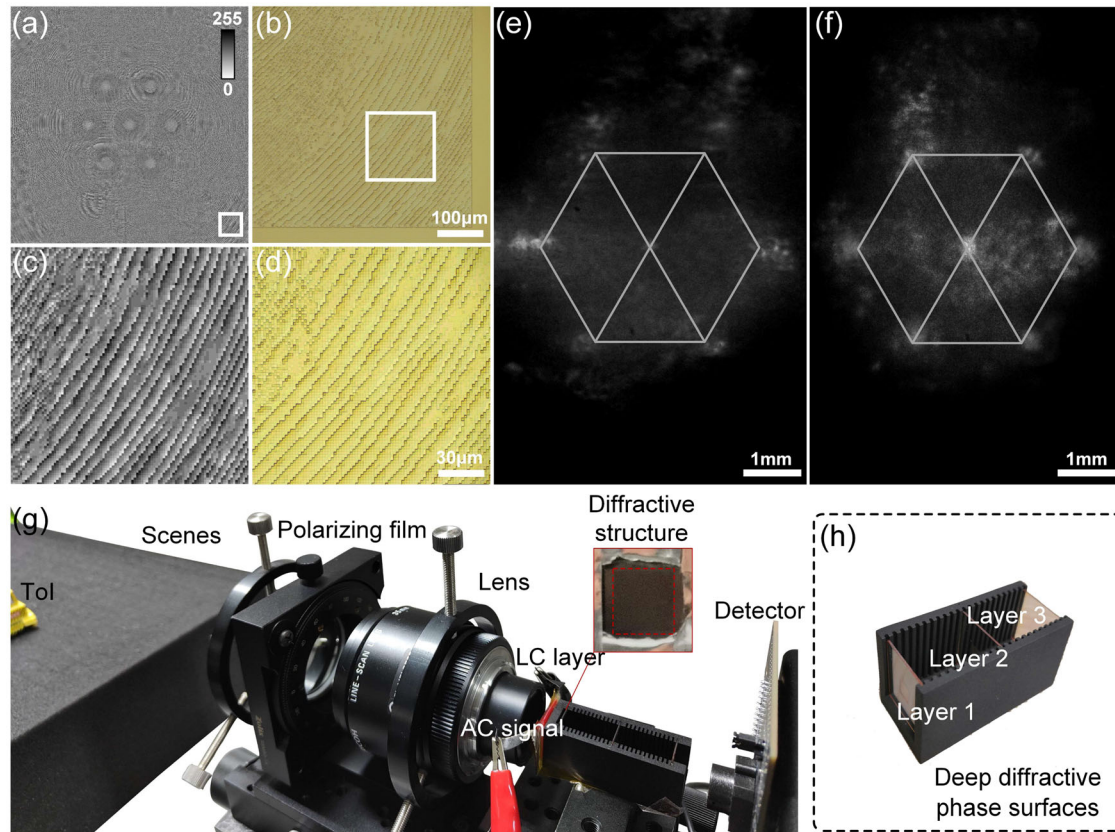 (a)
255
0
(b)
100μm
(c)
(d)
30μm
(e)
1mm
(f)
1mm
(g)
Scenes
ToI
Polarizing film
Lens
LINE-SCAN
LC layer
AC signal
Diffractive
structure
Detector
(h)
Layer 3
Layer 2
Layer 1
Deep diffractive
phase surfaces